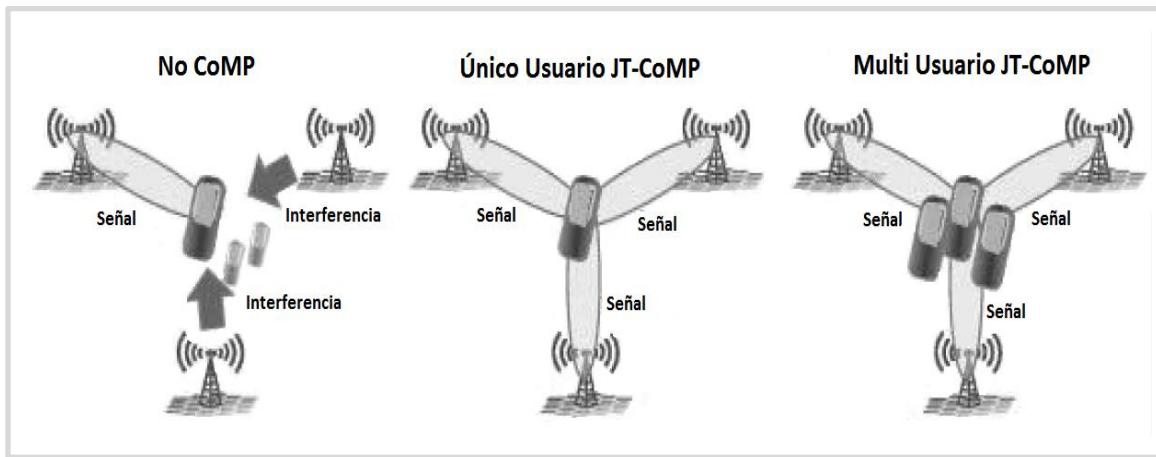 No CoMP
Señal
Interferencia
Interferencia
Único Usuario JT-CoMP
Señal
Señal
Señal
Multi Usuario JT-CoMP
Señal
Señal
Señal